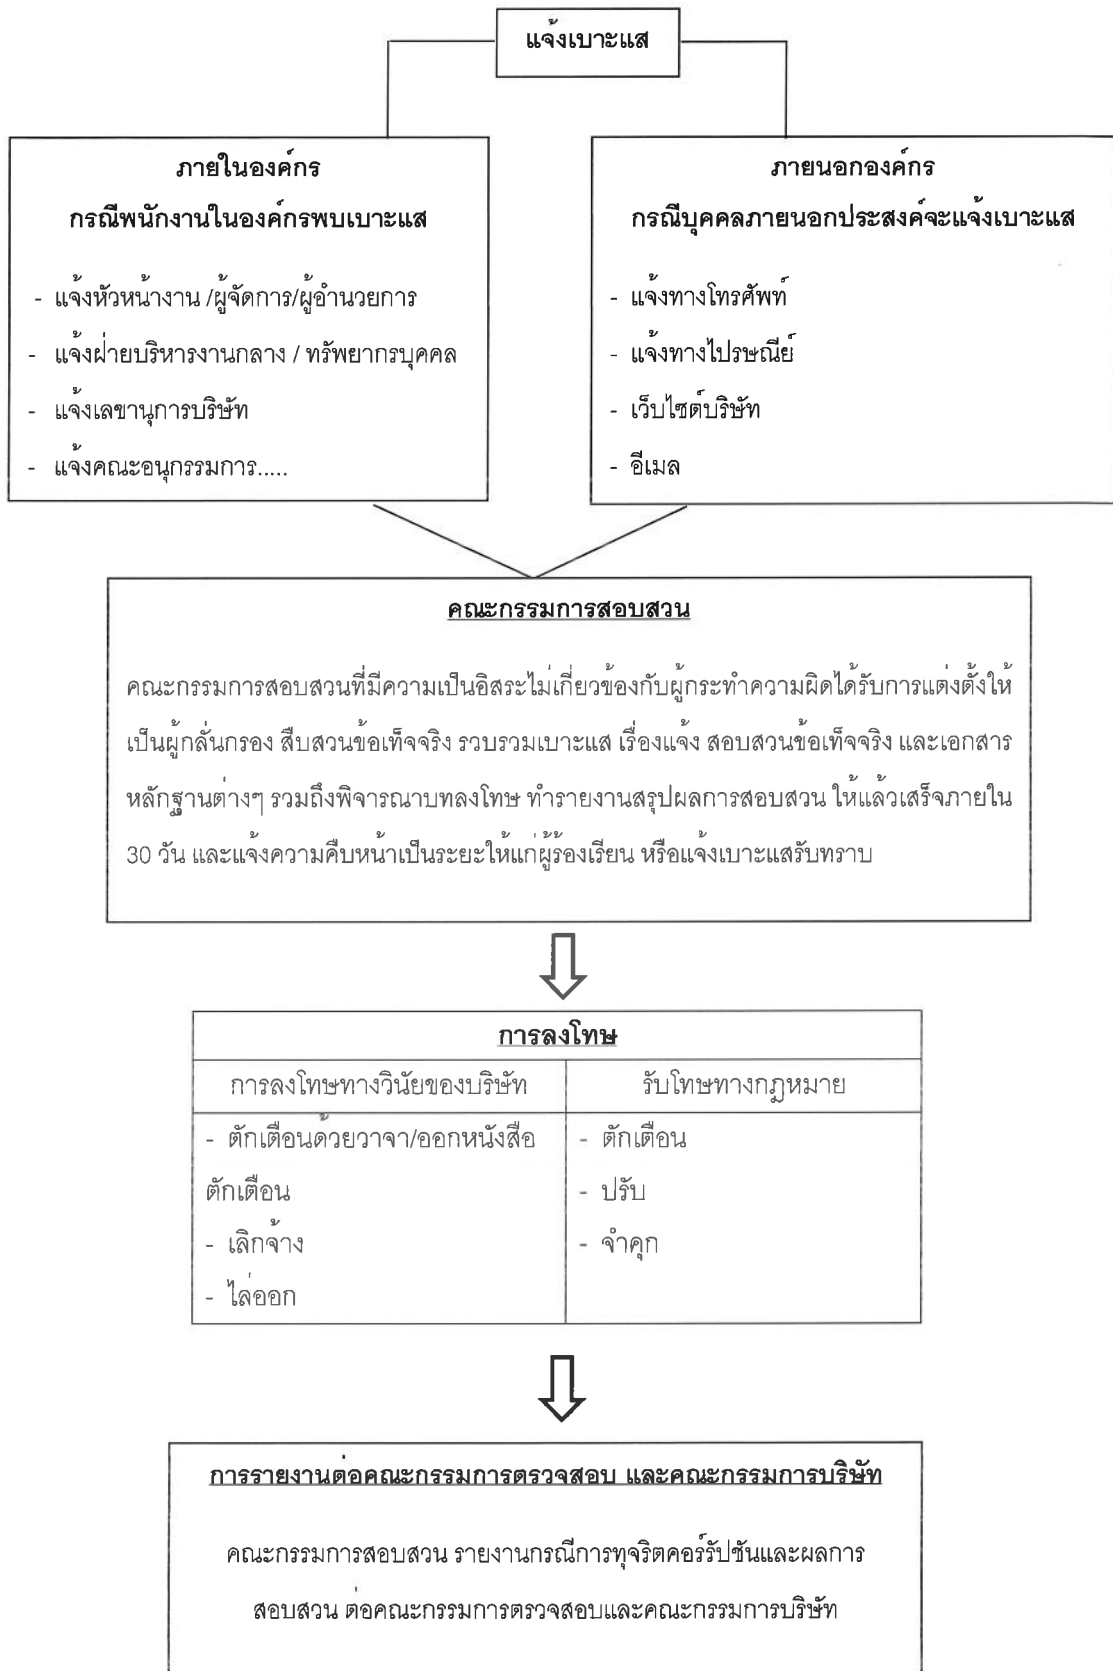 แจ้งเบาะแส
ภายในองค์กร
กรณีพนักงานในองค์กรพบเบาะแส
- แจ้งหัวหน้างาน /ผู้จัดการ/ผู้อำนวยการ
- แจ้งฝ่ายบริหารงานกลาง / ทรัพยากรบุคคล
- แจ้งเลขานุการบริษัท
- แจ้งคณะอนุกรรมการ.....
ภายนอกองค์กร
กรณีบุคคลภายนอกประสงค์จะแจ้งเบาะแส
- แจ้งทางโทรศัพท์
- แจ้งทางไปรษณีย์
- เว็บไซต์บริษัท
- อีเมล
คณะกรรมการสอบสวน
คณะกรรมการสอบสวนที่มีความเป็นอิสระไม่เกี่ยวข้องกับผู้กระทำความผิดได้รับการแต่งตั้งให้
เป็นผู้กลั่นกรอง สืบสวนข้อเท็จจริง รวบรวมเบาะแส เรื่องแจ้ง สอบสวนข้อเท็จจริง และเอกสาร
หลักฐานต่างๆ รวมถึงพิจารณาบทลงโทษ ทำรายงานสรุปผลการสอบสวน ให้แล้วเสร็จภายใน
30 วัน และแจ้งความคืบหน้าเป็นระยะให้แก่ผู้ร้องเรียน หรือแจ้งเบาะแสรับทราบ
การลงโทษ
การลงโทษทางวินัยของบริษัท
- ตักเตือนด้วยวาจา/ออกหนังสือ
ตักเตือน
- เลิกจ้าง
- ไล่ออก
รับโทษทางกฎหมาย
- ตักเตือน
- ปรับ
- จำคุก
การรายงานต่อคณะกรรมการตรวจสอบ และคณะกรรมการบริษัท
คณะกรรมการสอบสวน รายงานกรณีการทุจริตคอร์รัปชันและผลการ
สอบสวน ต่อคณะกรรมการตรวจสอบและคณะกรรมการบริษัท